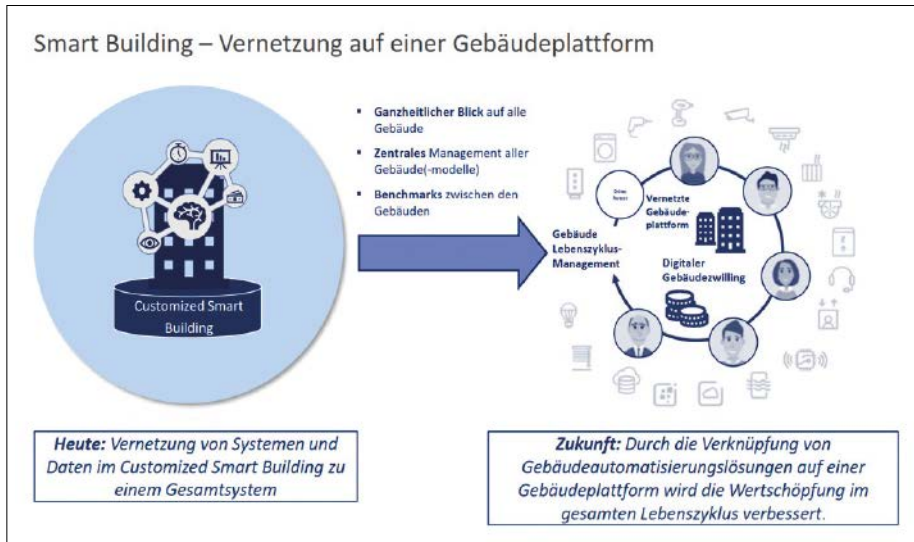 Smart Building – Vernetzung auf einer Gebäudeplattform
Customized Smart
Building
▪ Ganzheitlicher Blick auf alle
Gebäude
▪ Zentrales Management aller
Gebäude(-modelle)
▪ Benchmarks zwischen den
Gebäuden
Gebäude
Lebenszyklus-
Management
Vernetzte
Gebäude-
plattform
Digitaler
Gebäudezwilling
Heute: Vernetzung von Systemen und
Daten im Customized Smart Building zu
einem Gesamtsystem
Zukunft: Durch die Verknüpfung von
Gebäudeautomatisierungslösungen auf einer
Gebäudeplattform wird die Wertschöpfung im
gesamten Lebenszyklus verbessert.